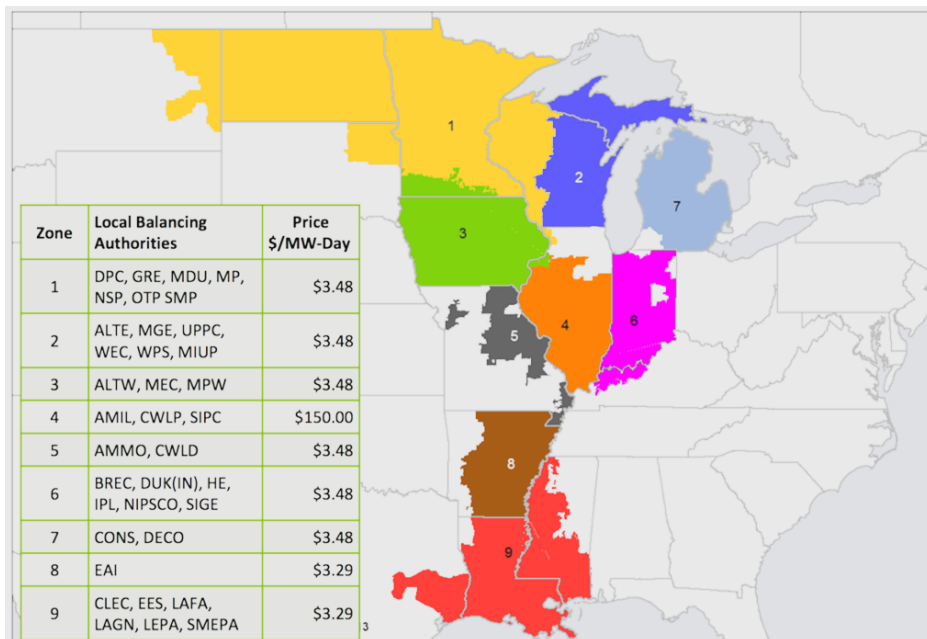 1
2
7
3
4
5
6
8
9
Zone Local Balancing Authorities Price $/MW-Day
1 DPC, GRE, MDU, MP, $3.48
NSP, OTP SMP
2 ALTE, MGE, UPPC, $3.48
WEC, WPS, MIUP
3 ALTW, MEC, MPW $3.48
4 AMIL, CWLP, SIPC $150.00
5 AMMO, CWLD $3.48
6 BREC, DUK(IN), HE, $3.48
IPL, NIPSCO, SIGE
7 CONS, DECO $3.48
8 EAI $3.29
9 CLEC, EES, LAFA, $3.29
LAGN, LEPA, SMEPA
3